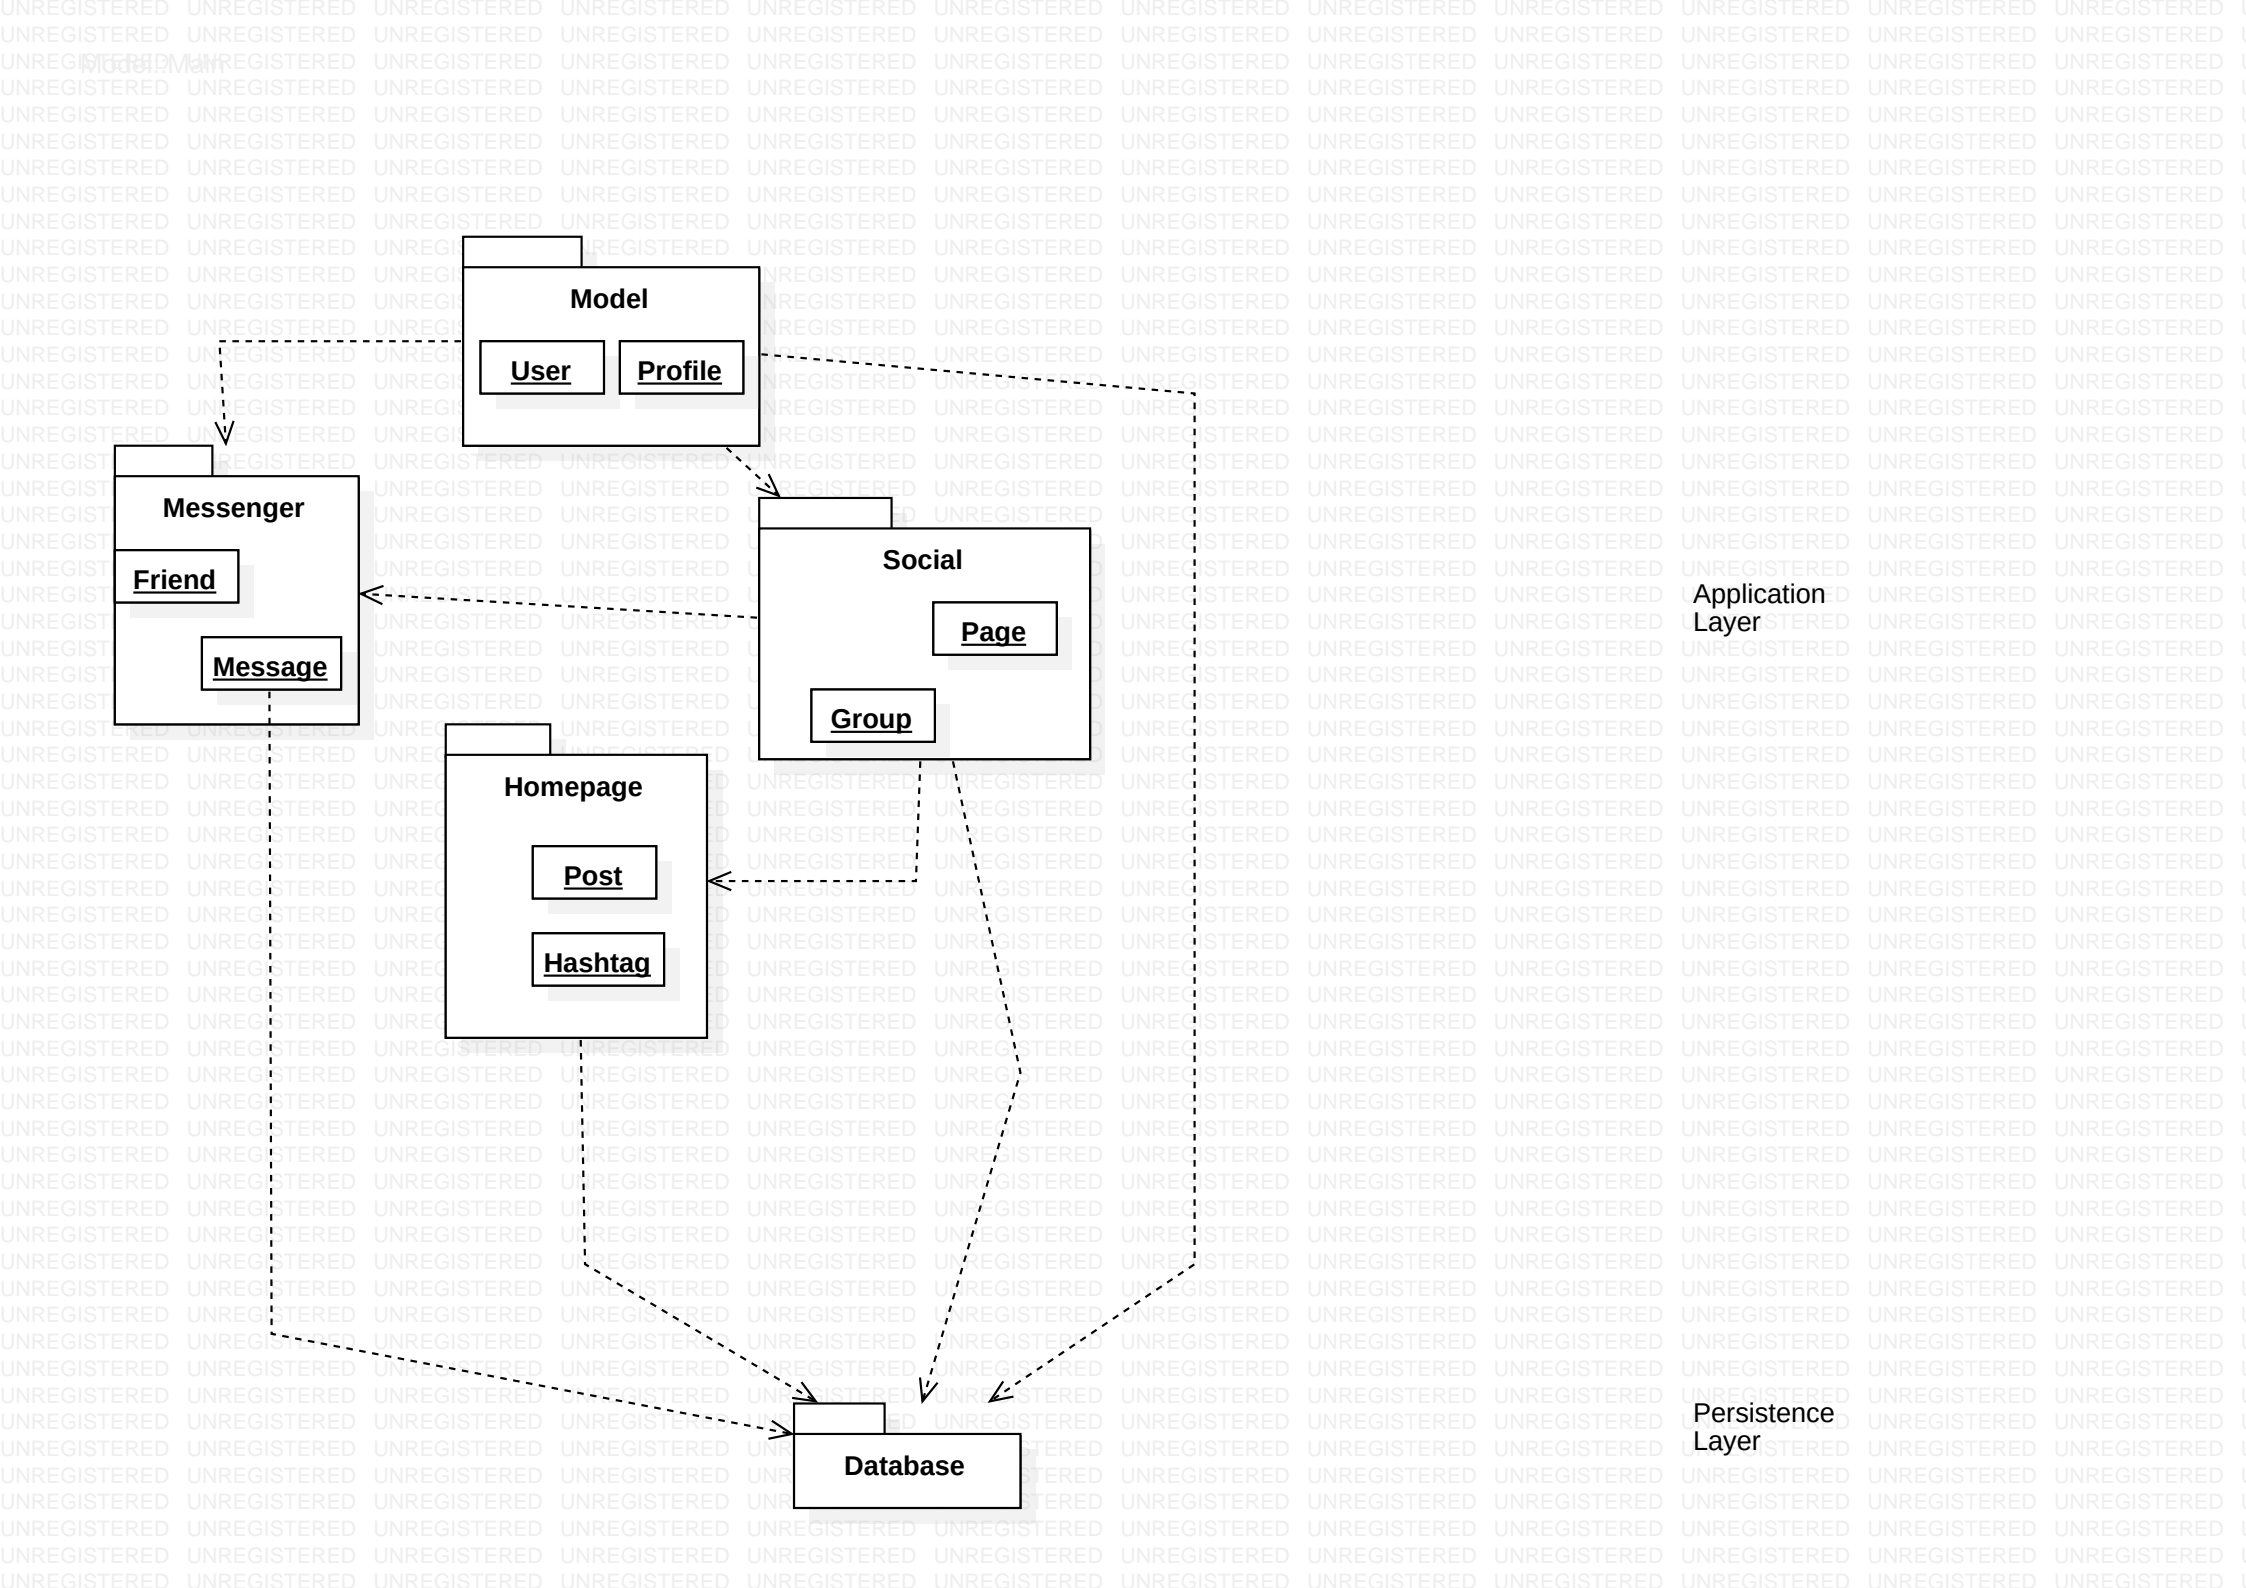 Model::Main
Model
User
Profile
Messenger
Friend
Message
Social
Page
Group
Application
Layer
Homepage
Post
Hashtag
Persistence
Layer
Database
UNREGISTERED